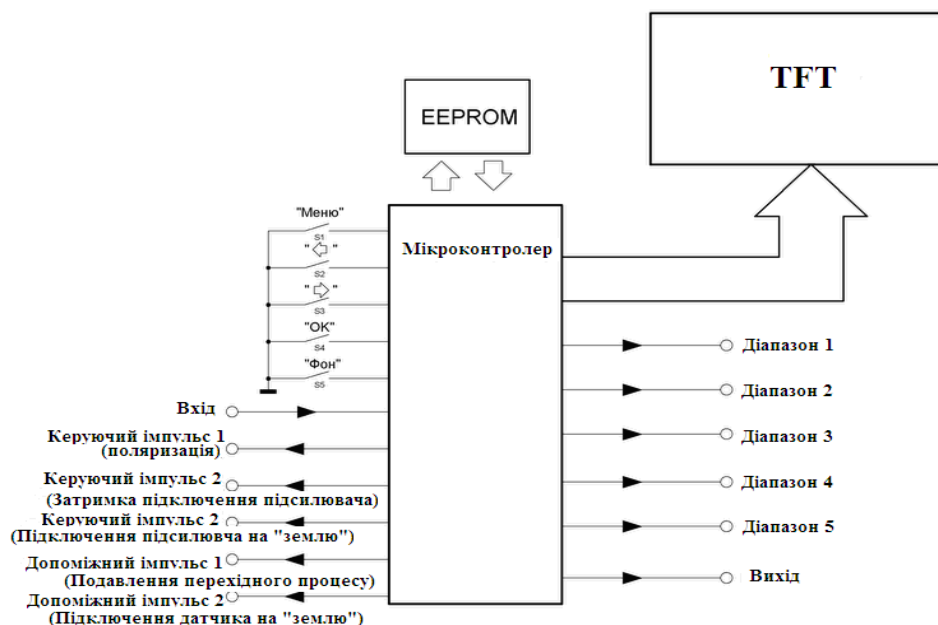 TFT
EEPROM
Мікроконтролер
"Меню"
S1
"⇦"
S2
"⇨"
S3
"OK"
S4
"Фон"
S5
Вхід
Керуючий імпульс 1
(поляризація)
Керуючий імпульс 2
(Затримка підключення підсилювача)
Керуючий імпульс 2
(Підключення підсилвча на "землю")
Допоміжний імпульс 1
(Подавлення перехідного процесу)
Допоміжний імпульс 2
(Підключення датчика на "землю")
Діапазон 1
Діапазон 2
Діапазон 3
Діапазон 4
Діапазон 5
Вихід